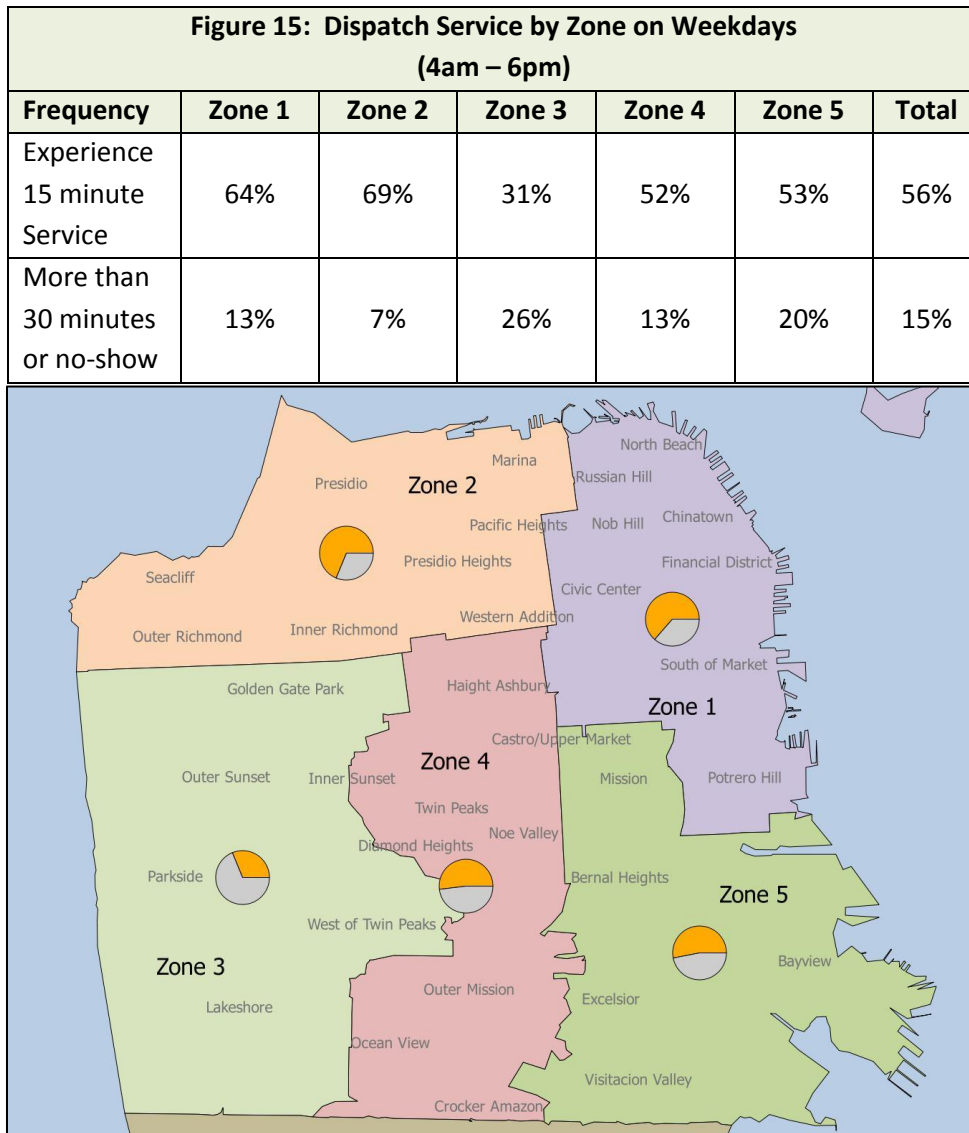 Figure 15:  Dispatch Service by Zone on Weekdays
(4am – 6pm)
Frequency Zone 1 Zone 2 Zone 3 Zone 4 Zone 5 Total
Experience
15 minute
Service
64% 69% 31% 52% 53% 56%
More than
30 minutes
or no-show
13% 7% 26% 13% 20% 15%
North Beach
Marina
Russian Hill
Presidio
Zone 2
Chinatown
Pacific Heights
Nob Hill
Financial District
Presidio Heights
Seacliff
Civic Center
Western Addition
Inner Richmond
Outer Richmond
South of Market
Golden Gate Park
Haight Ashbury
Zone 1
Castro/Upper Market
Zone 4
Outer Sunset
Inner Sunset
Mission
Potrero Hill
Twin Peaks
Noe Valley
Diamond Heights
Parkside
Bernal Heights
Zone 5
West of Twin Peaks
Bayview
Zone 3
Outer Mission
Excelsior
Lakeshore
Ocean View
Visitacion Valley
Crocker Amazon